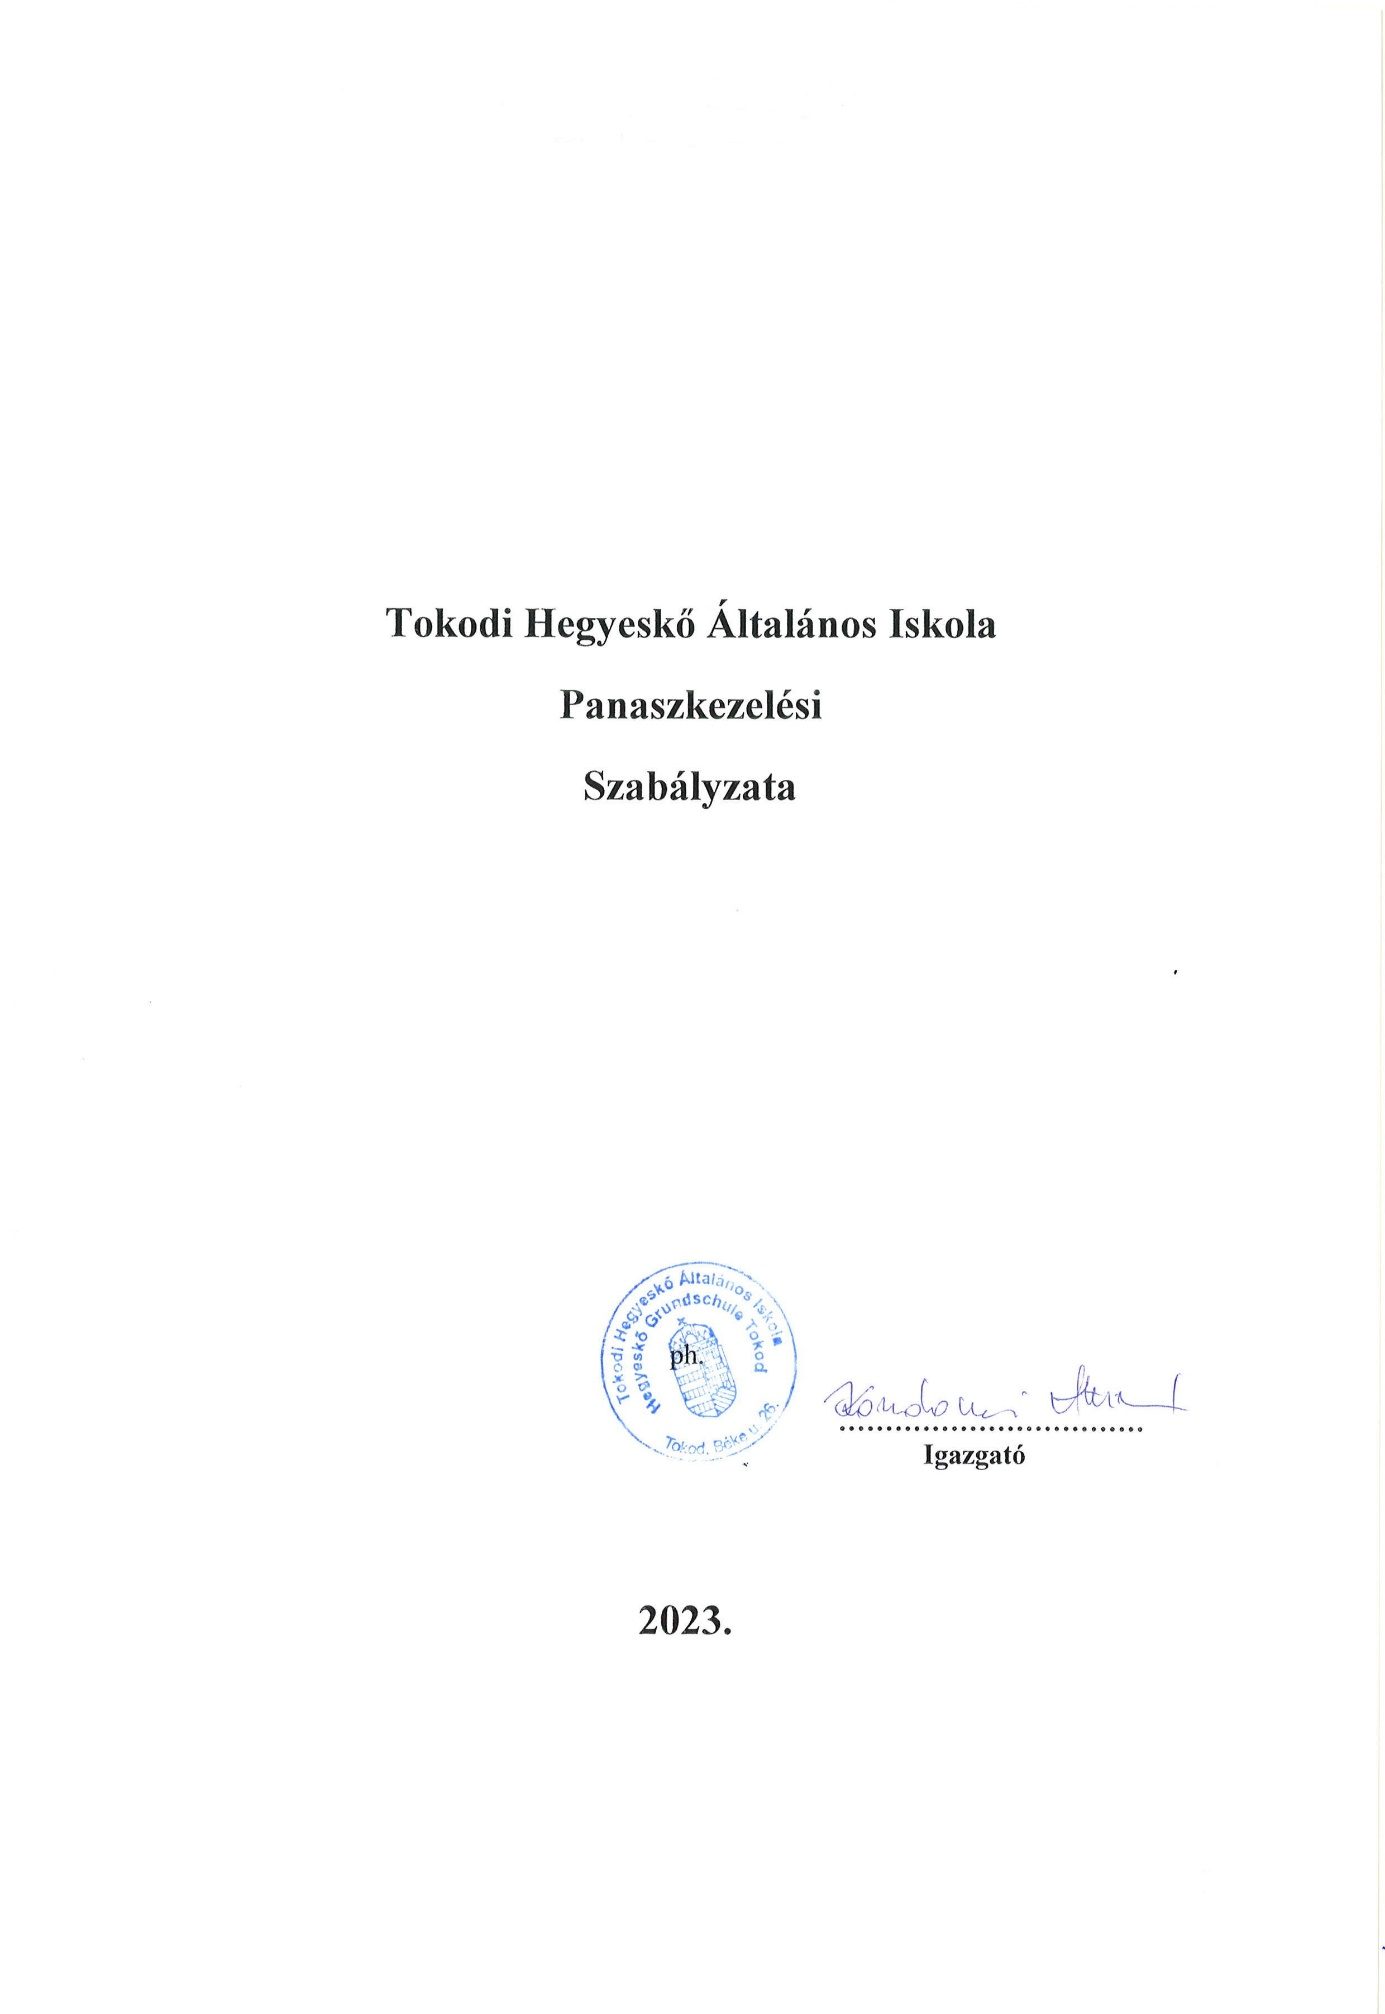 Tokodi Hegyeskő Általános Iskola
Panaszkezelési
Szabályzata
Tokodi Hegyeskő Általános Iskola
Hegyeskő Grundschule Tokod
ph.
Tokod, Béke u. 26.
Igazgató
2023.